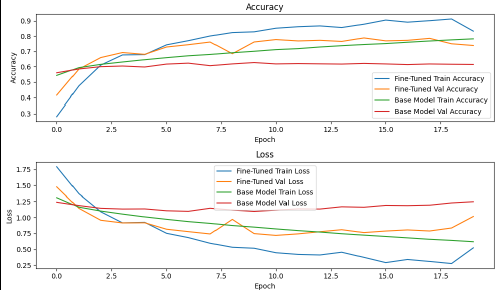 Accuracy
0.9
0.8
0.7
0.6
0.5
0.4
0.3
Accuracy
Fine-Tuned Train Accuracy
Fine-Tuned Val Accuracy
Base Model Train Accuracy
Base Model Val Accuracy
0.0 2.5 5.0 7.5 10.0 12.5 15.0 17.5
Epoch
Loss
1.75
1.50
1.25
1.00
0.75
0.50
0.25
Loss
Fine-Tuned Train Loss
Fine-Tuned Val Loss
Base Model Train Loss
Base Model Val Loss
0.0 2.5 5.0 7.5 10.0 12.5 15.0 17.5
Epoch